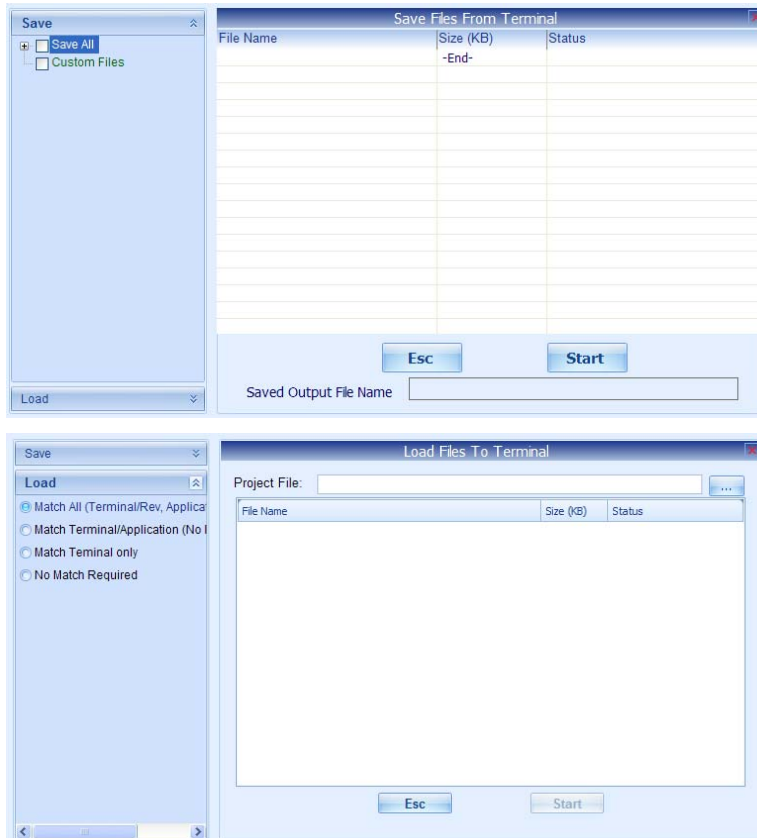 Save
Save All
Custom Files
Load
Save Files From Terminal
File Name Size (KB) Status
-End-
Esc Start
Saved Output File Name
Save
Load
Match All (Terminal/Rev, Applica
Match Terminal/Application (No
Match Teminal only
No Match Required
Load Files To Terminal
Project File: ...
File Name Size (KB) Status
Esc Start